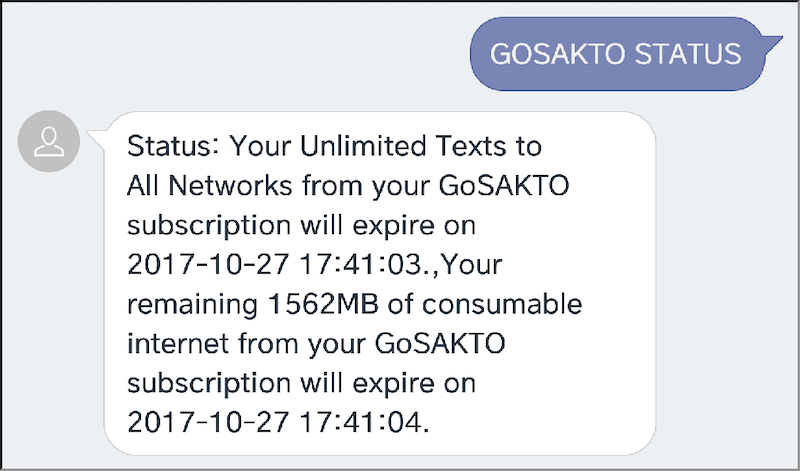 GOSAKTO STATUS
Status: Your Unlimited Texts to
All Networks from your GoSAKTO
subscription will expire on
2017-10-27 17:41:03.,Your
remaining 1562MB of consumable
internet from your GoSAKTO
subscription will expire on
2017-10-27 17:41:04.